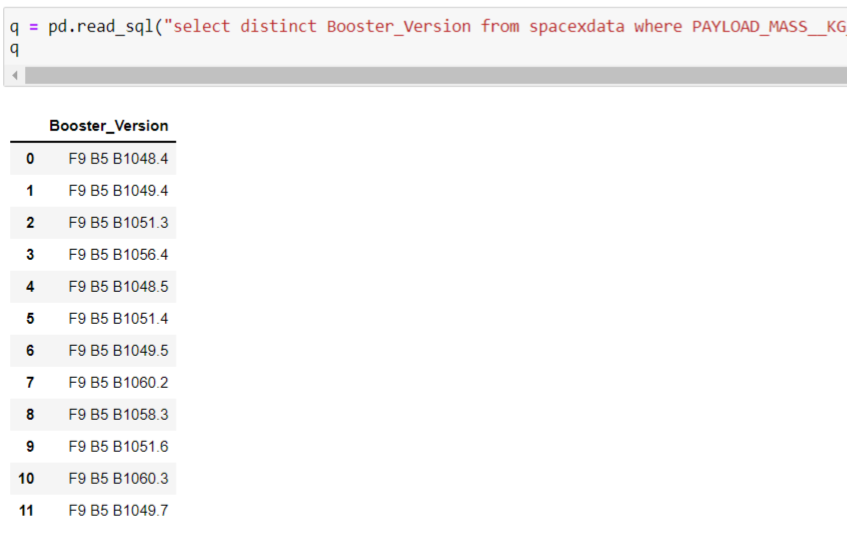 q = pd.read_sql("select distinct Booster_Version from spacexdata where PAYLOAD_MASS__KG_
q
Booster_Version
0 F9 B5 B1048.4
1 F9 B5 B1049.4
2 F9 B5 B1051.3
3 F9 B5 B1056.4
4 F9 B5 B1048.5
5 F9 B5 B1051.4
6 F9 B5 B1049.5
7 F9 B5 B1060.2
8 F9 B5 B1058.3
9 F9 B5 B1051.6
10 F9 B5 B1060.3
11 F9 B5 B1049.7